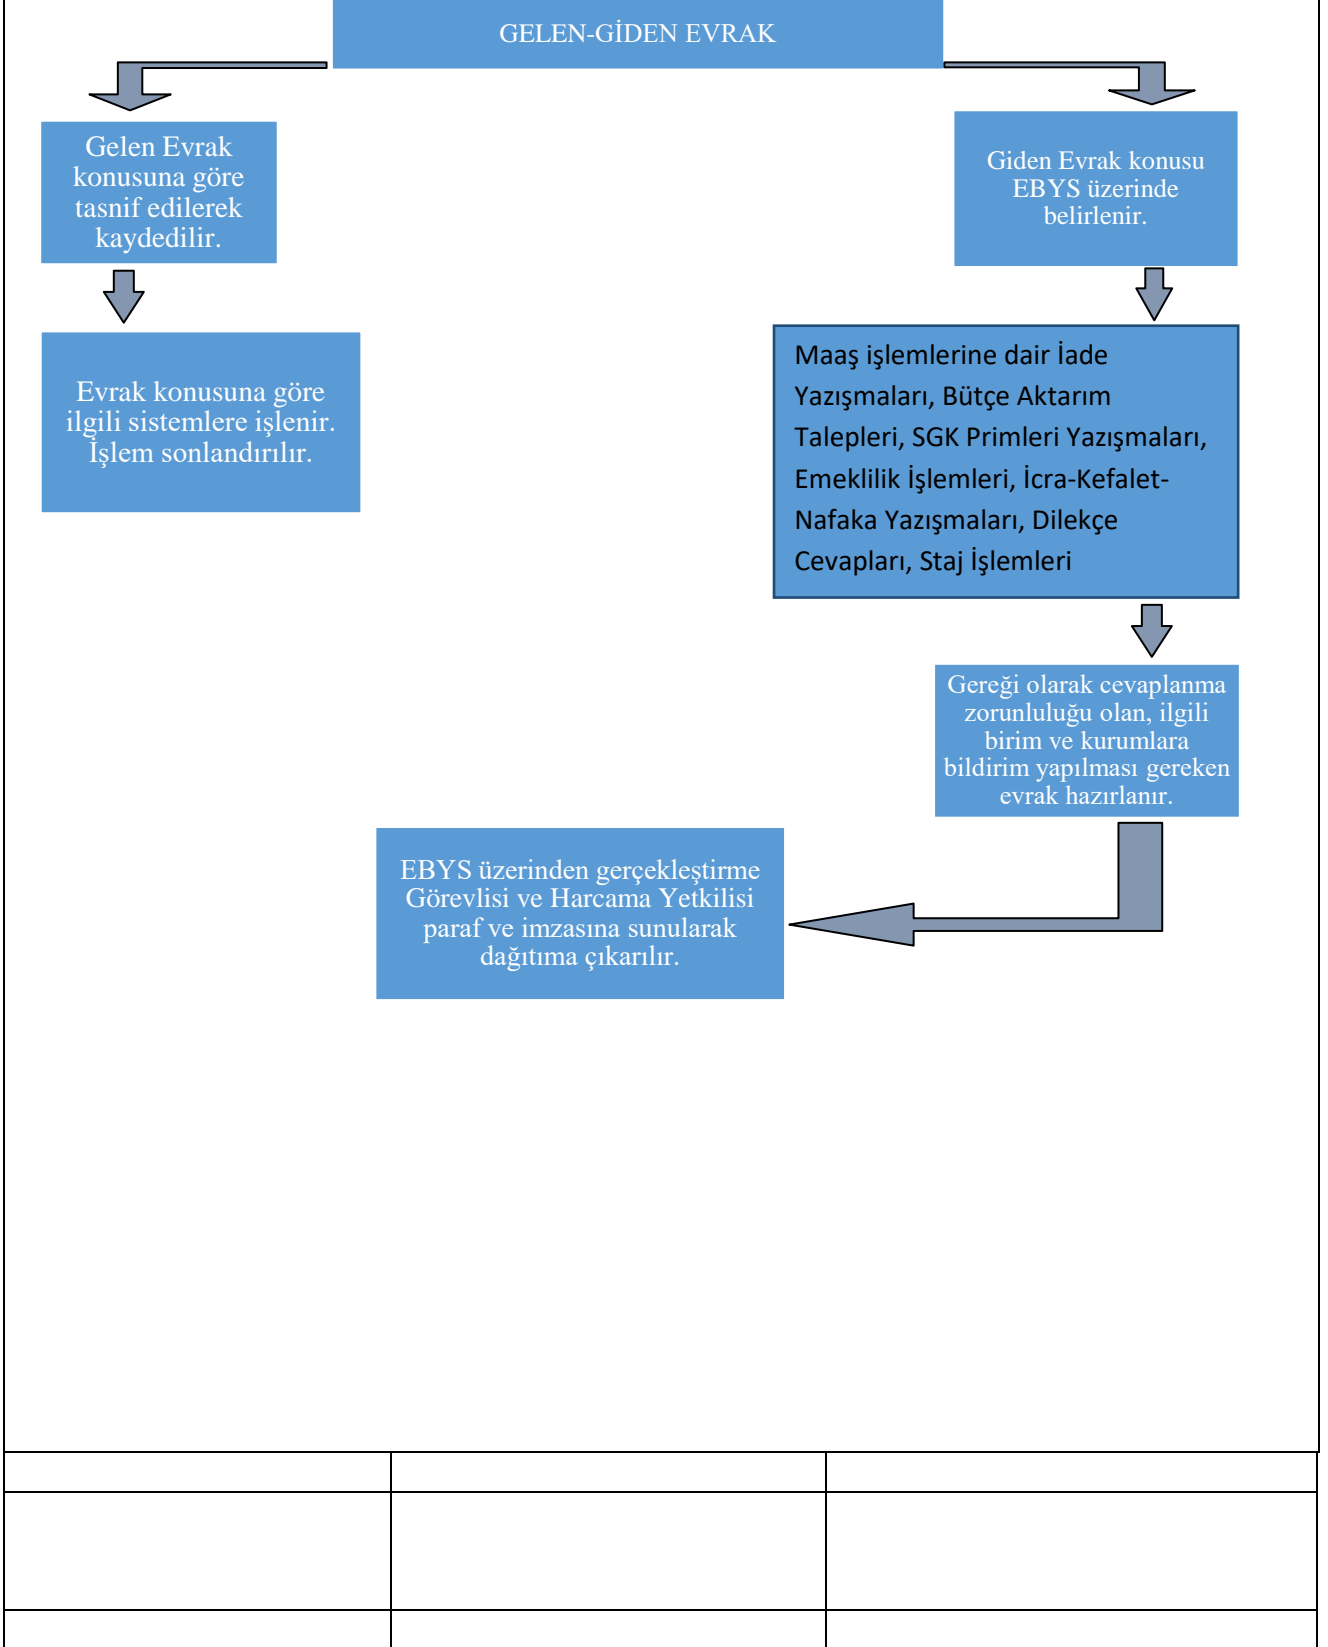 GELEN-GİDEN EVRAK
Gelen Evrak
konusuna göre
tasnif edilerek
kaydedilir.
Evrak konusuna göre
ilgili sistemlere işlenir.
İşlem sonlandırılır.
Giden Evrak konusu
EBYS üzerinde
belirlenir.
Maaş işlemlerine dair İade
Yazışmaları, Bütçe Aktarım
Talepleri, SGK Primleri Yazışmaları,
Emeklilik İşlemleri, İcra-Kefalet-
Nafaka Yazışmaları, Dilekçe
Cevapları, Staj İşlemleri
Gereği olarak cevaplanma
zorunluluğu olan, ilgili
birim ve kurumlara
bildirim yapılması gereken
evrak hazırlanır.
EBYS üzerinden gerçekleştirme
Görevlisi ve Harcama Yetkilisi
paraf ve imzasına sunularak
dağıtıma çıkarılır.